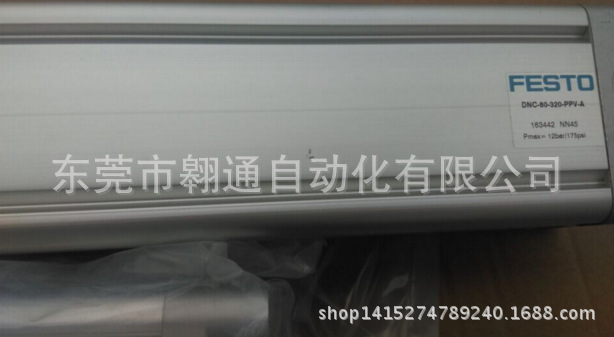 FESTO
DNC-80-320-PPV-A
163442 NN45
Pmax= 12bar/175psi
东莞市翱通自动化有限公司
shop1415274789240.1688.com